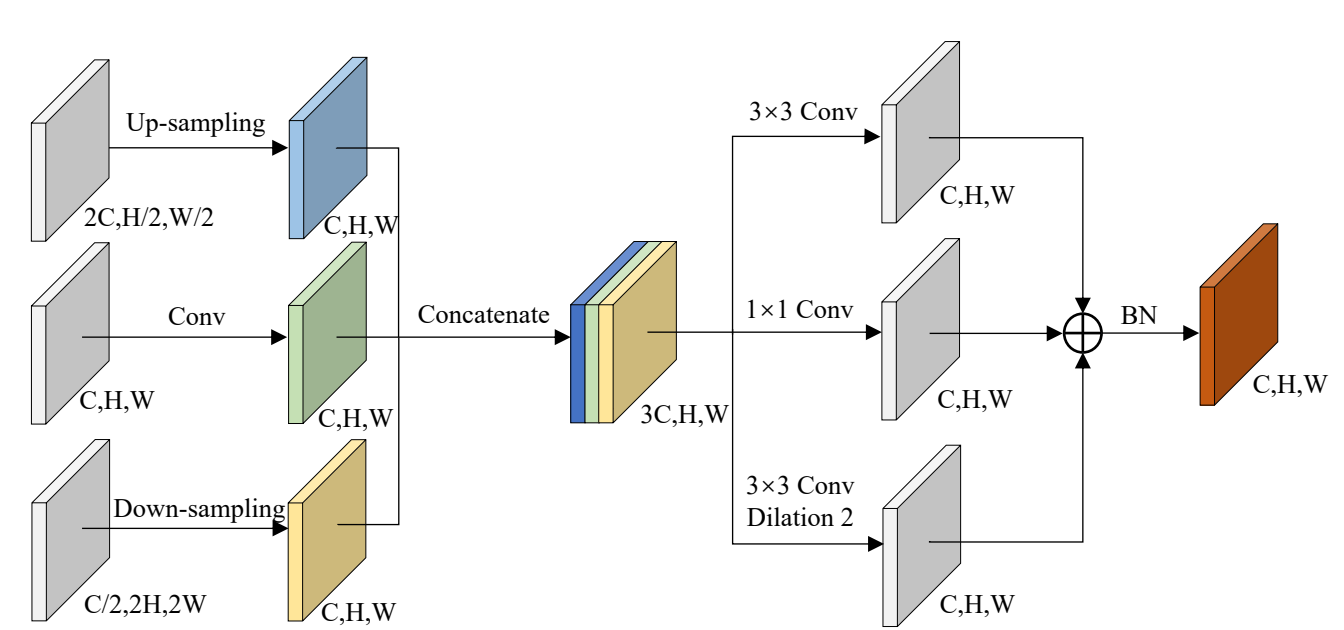 Up-sampling
2C,H/2,W/2
C,H,W
Conv
C,H,W
C,H,W
Down-sampling
C/2,2H,2W
C,H,W
Concatenate
3C,H,W
3×3 Conv
C,H,W
1×1 Conv
C,H,W
3×3 Conv
Dilation 2
C,H,W
BN
C,H,W